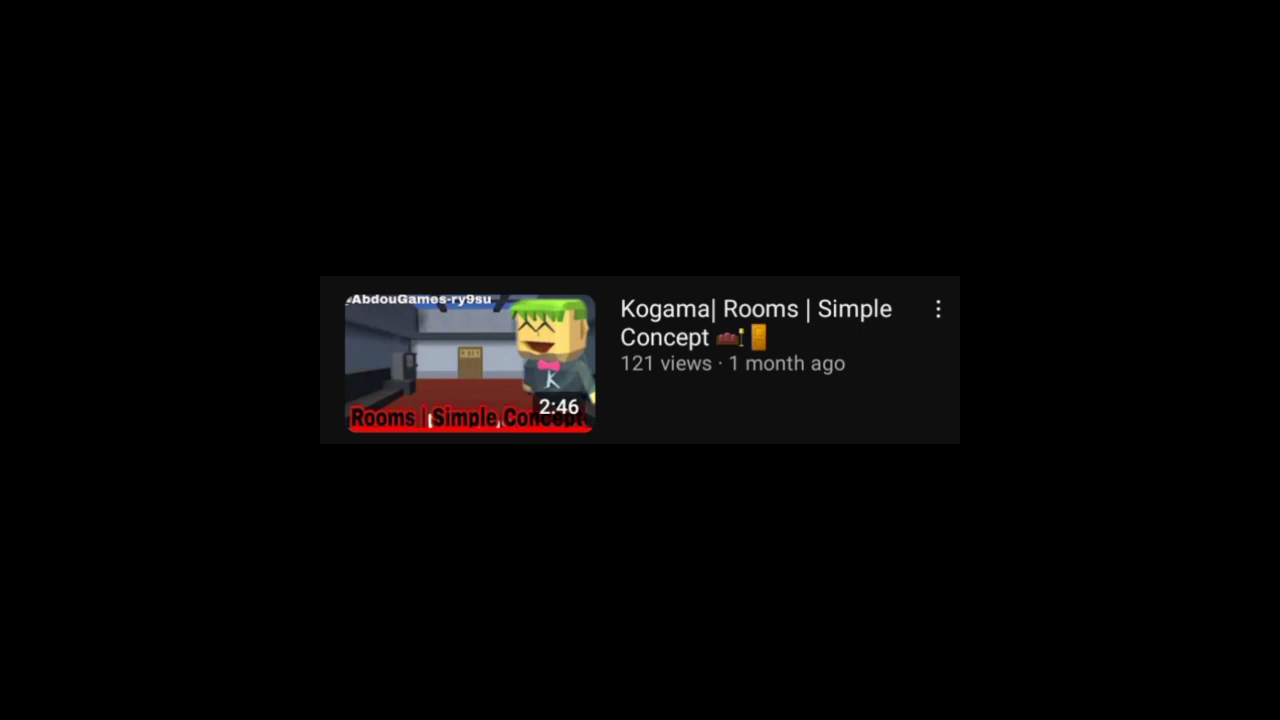 AbdouGames-ry9su
K
2:46
Rooms | Simple Concept
Kogama| Rooms | Simple
Concept 🛋️🚪
121 views · 1 month ago